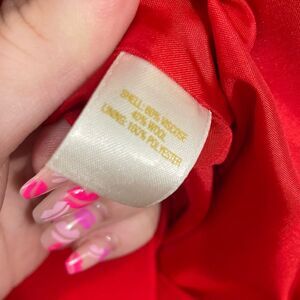 SHELL: 60% VISCOSE
40% WOOL
LINING: 100% POLYESTER